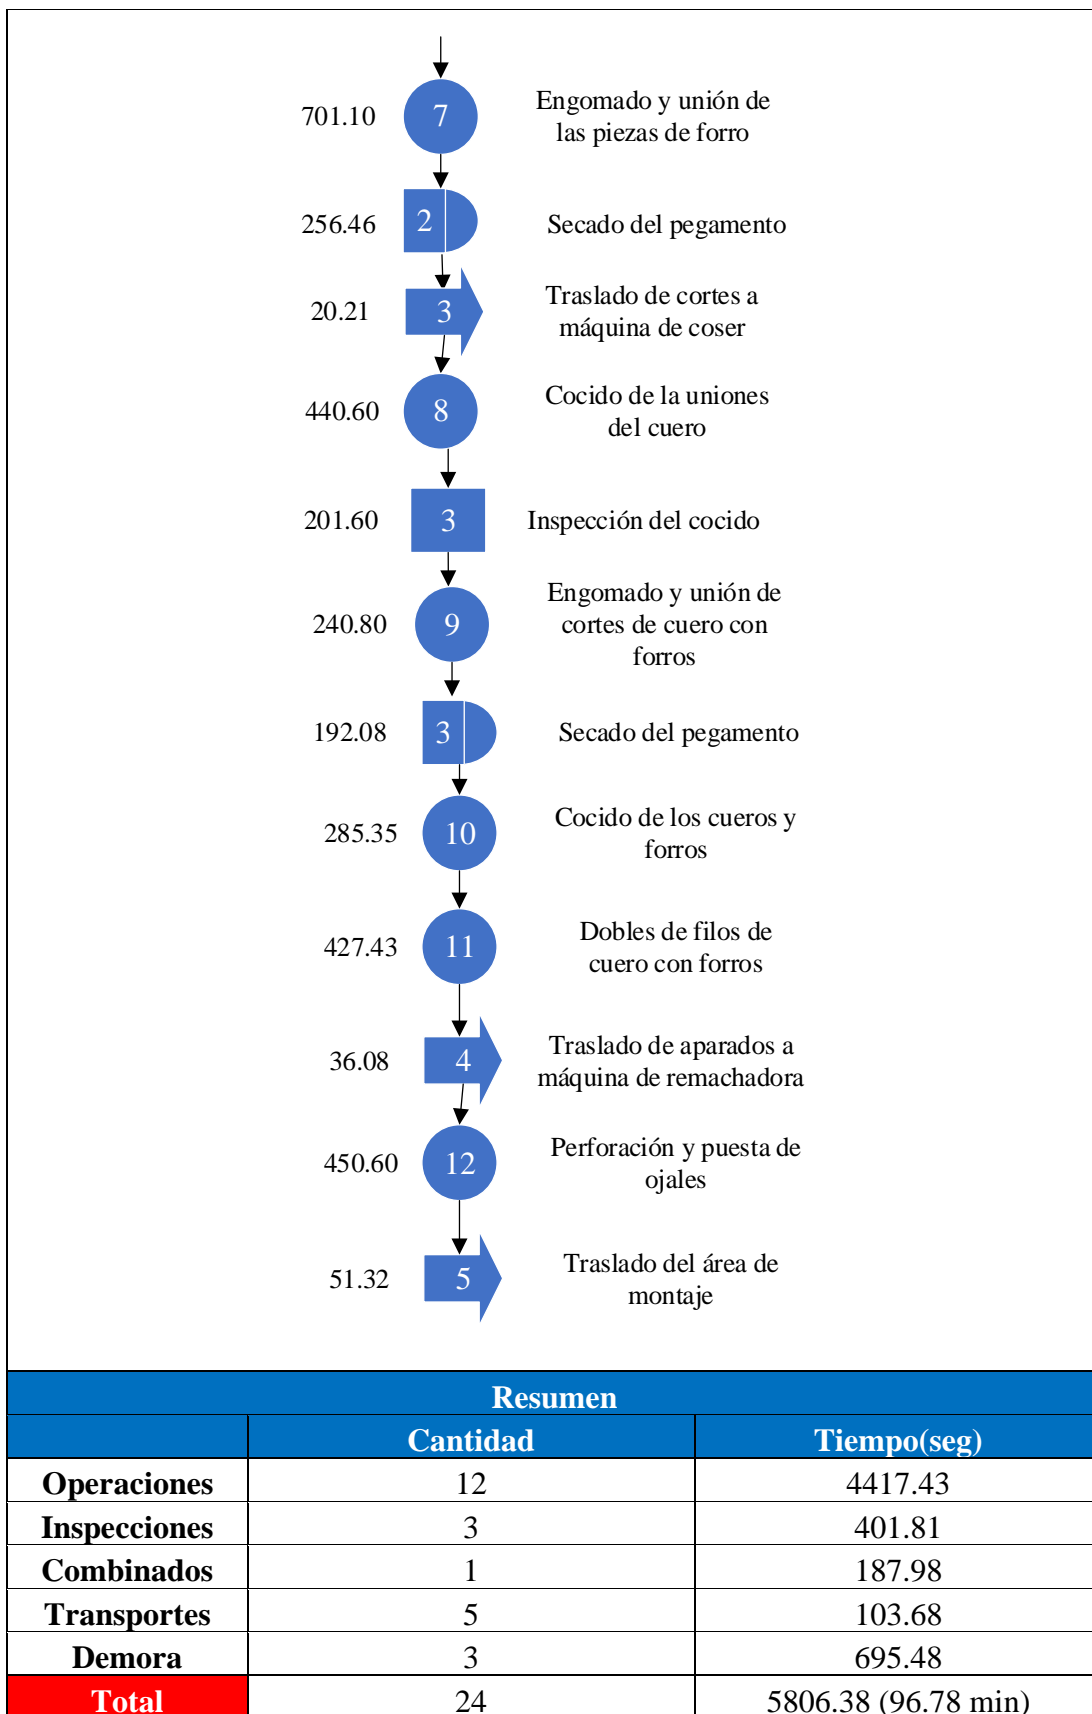 701.10 7 Engomado y unión de
las piezas de forro
256.46 2 Secado del pegamento
20.21 3 Traslado de cortes a
máquina de coser
440.60 8 Cocido de la uniones
del cuero
201.60 3 Inspección del cocido
240.80 9 Engomado y unión de
cortes de cuero con
forros
192.08 3 Secado del pegamento
285.35 10 Cocido de los cueros y
forros
427.43 11 Dobles de filos de
cuero con forros
36.08 4 Traslado de aparados a
máquina de remachadora
450.60 12 Perforación y puesta de
ojales
51.32 5 Traslado del área de
montaje
Resumen
Cantidad Tiempo(seg)
Operaciones 12 4417.43
Inspecciones 3 401.81
Combinados 1 187.98
Transportes 5 103.68
Demora 3 695.48
Total 24 5806.38 (96.78 min)